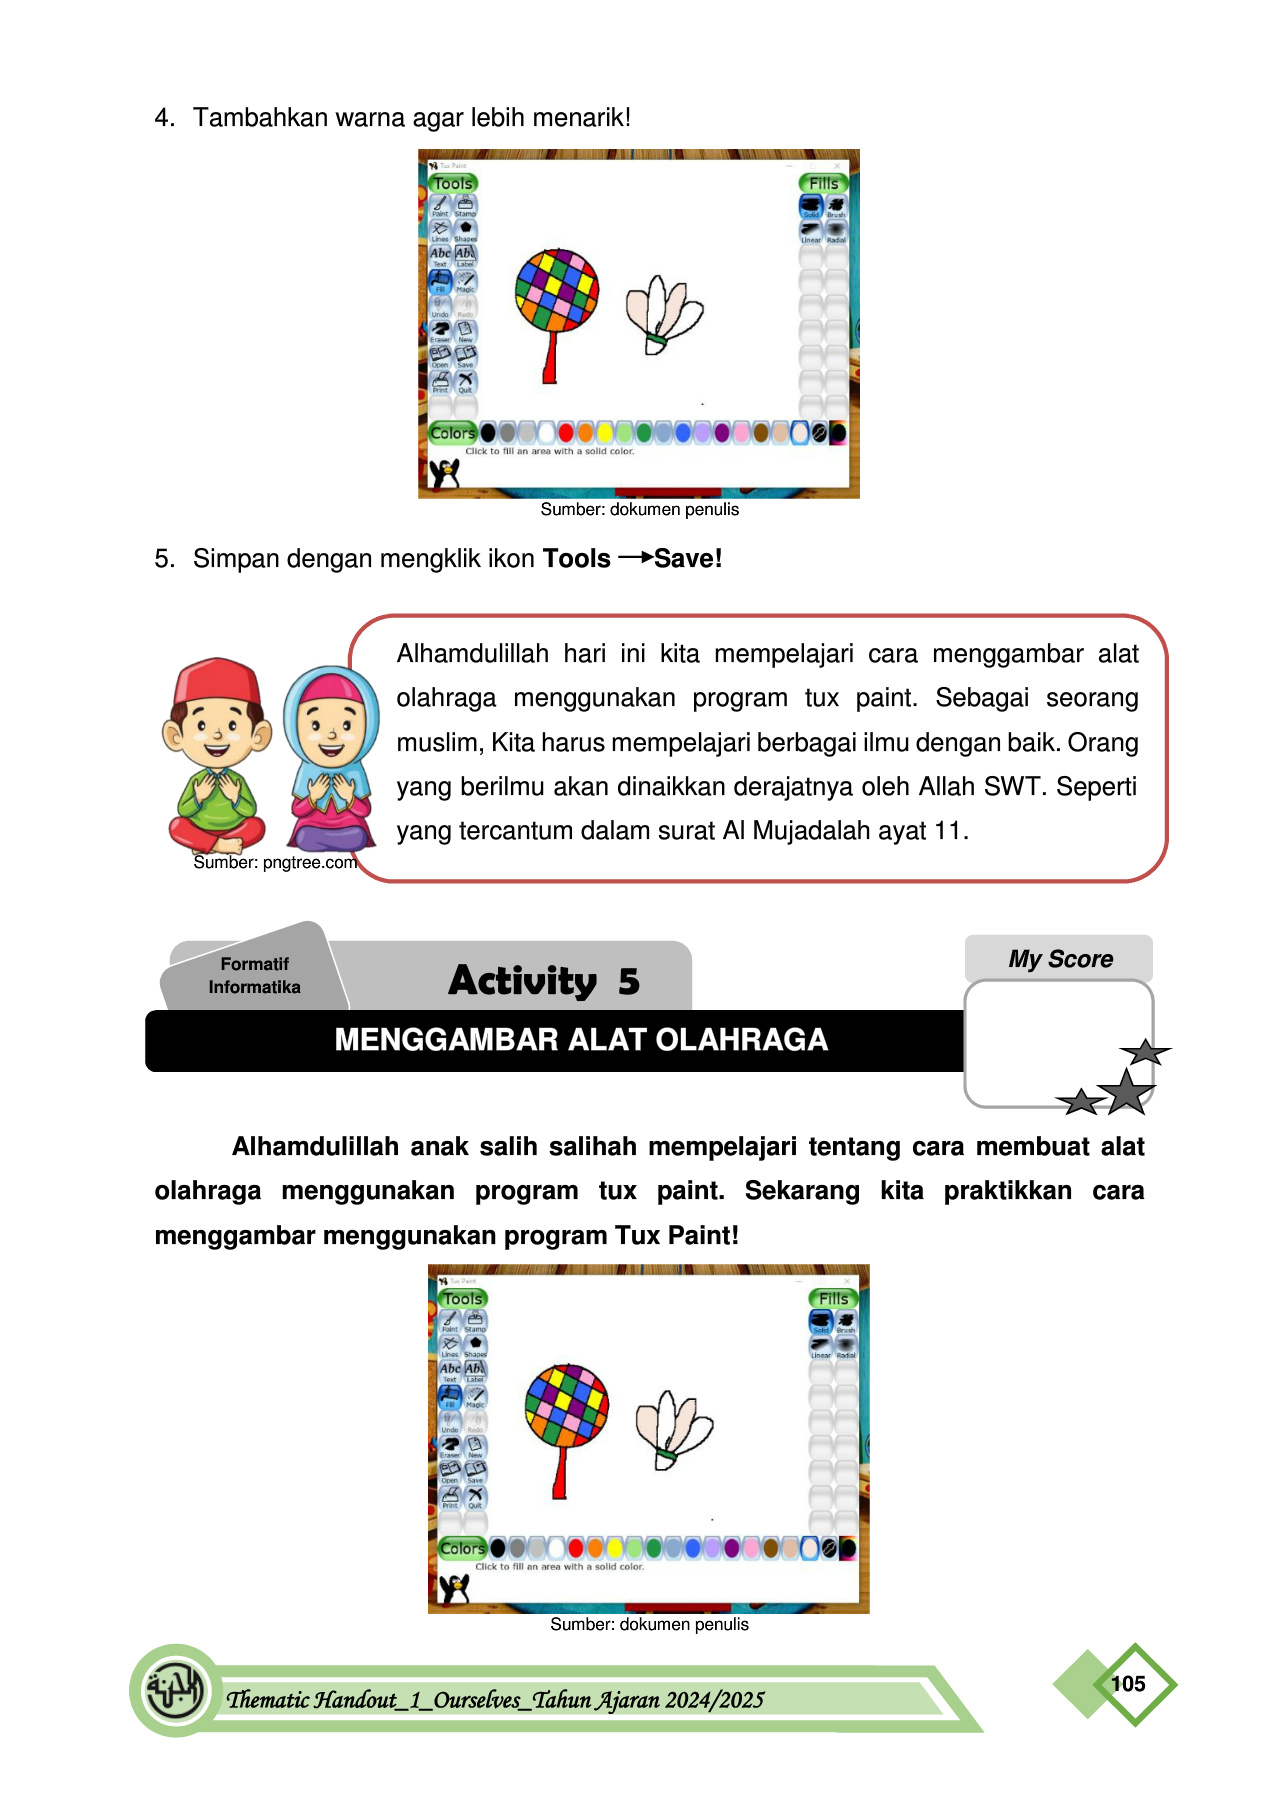 4. Tambahkan warna agar lebih menarik!
Tux Paint
Tools
Fills
Paint Stamp
Solid Brush
Lines Shapes
Linear Radial
Abc Abc
Text Label
Fill Magic
Undo Redo
Eraser New
Open Save
Print Quit
Colors
Click to fill an area with a solid color.
Sumber: dokumen penulis
5. Simpan dengan mengklik ikon Tools → Save!
Alhamdulillah hari ini kita mempelajari cara menggambar alat
olahraga menggunakan program tux paint. Sebagai seorang
muslim, Kita harus mempelajari berbagai ilmu dengan baik. Orang
yang berilmu akan dinaikkan derajatnya oleh Allah SWT. Seperti
yang tercantum dalam surat Al Mujadalah ayat 11.
Sumber: pngtree.com
Formatif
Informatika
Activity 5
My Score
MENGGAMBAR ALAT OLAHRAGA
Alhamdulillah anak salih salihah mempelajari tentang cara membuat alat
olahraga menggunakan program tux paint. Sekarang kita praktikkan cara
menggambar menggunakan program Tux Paint!
Tux Paint
Tools
Fills
Paint Stamp
Solid Brush
Lines Shapes
Linear Radial
Abc Abc
Text Label
Fill Magic
Undo Redo
Eraser New
Open Save
Print Quit
Colors
Click to fill an area with a solid color.
Sumber: dokumen penulis
Thematic Handout_1_Ourselves_Tahun Ajaran 2024/2025
105